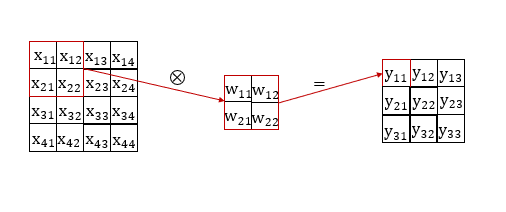 x₁₁ x₁₂ x₁₃ x₁₄
x₂₁ x₂₂ x₂₃ x₂₄
x₃₁ x₃₂ x₃₃ x₃₄
x₄₁ x₄₂ x₄₃ x₄₄
⊗
w₁₁ w₁₂
w₂₁ w₂₂
=
y₁₁ y₁₂ y₁₃
y₂₁ y₂₂ y₂₃
y₃₁ y₃₂ y₃₃